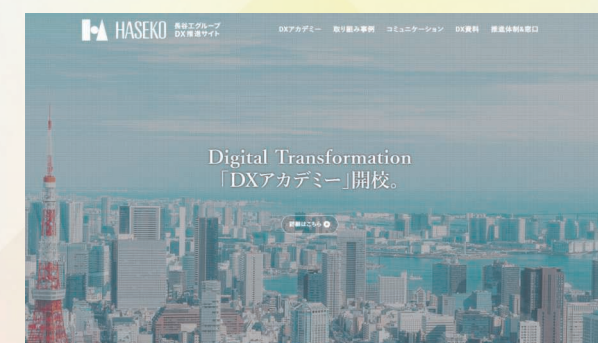 HASEKO
長谷工グループ
DX推進サイト
DXアカデミー 取り組み事例 コミュニケーション DX資料 推進体制&窓口
Digital Transformation
「DXアカデミー」開校。
詳細はこちら